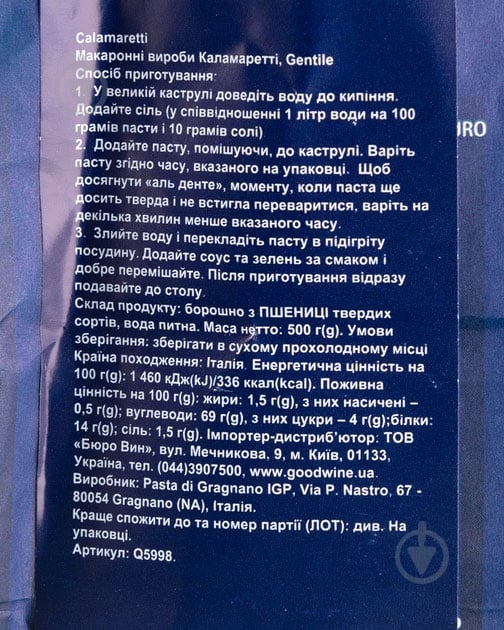 Calamaretti
Макаронні вироби Каламаретті, Gentile
Спосіб приготування:
1. У великій каструлі доведіть воду до кипіння.
Додайте сіль (у співвідношенні 1 літр води на 100
грамів пасти і 10 грамів солі)
2. Додайте пасту, помішуючи, до каструлі. Варіть
пасту згідно часу, вказаного на упаковці. Щоб
досягнути «аль денте», моменту, коли паста ще
досить тверда і не встигла переваритися, варіть на
декілька хвилин менше вказаного часу.
3. Злийте воду і перекладіть пасту в підігріту
посудину. Додайте соус та зелень за смаком і
добре перемішайте. Після приготування відразу
подавайте до столу.
Склад продукту: борошно з ПШЕНИЦІ твердих
сортів, вода питна. Маса нетто: 500 г(g). Умови
зберігання: зберігати в сухому прохолодному місці
Країна походження: Італія. Енергетична цінність на
100 г(g): 1 460 кДж(kJ)/336 ккал(kcal). Поживна
цінність на 100 г(g): жири: 1,5 г(g), з них насичені –
0,5 г(g); вуглеводи: 69 г(g), з них цукри – 4 г(g);білки:
14 г(g); сіль: 1,5 г(g). Імпортер-дистриб'ютор: ТОВ
«Бюро Вин», вул. Мечникова, 9, м. Київ, 01133,
Україна, тел. (044)3907500, www.goodwine.ua.
Виробник: Pasta di Gragnano IGP, Via P. Nastro, 67 -
80054 Gragnano (NA), Італія.
Краще спожити до та номер партії (ЛОТ): див. На
упаковці.
Артикул: Q5998.
URO